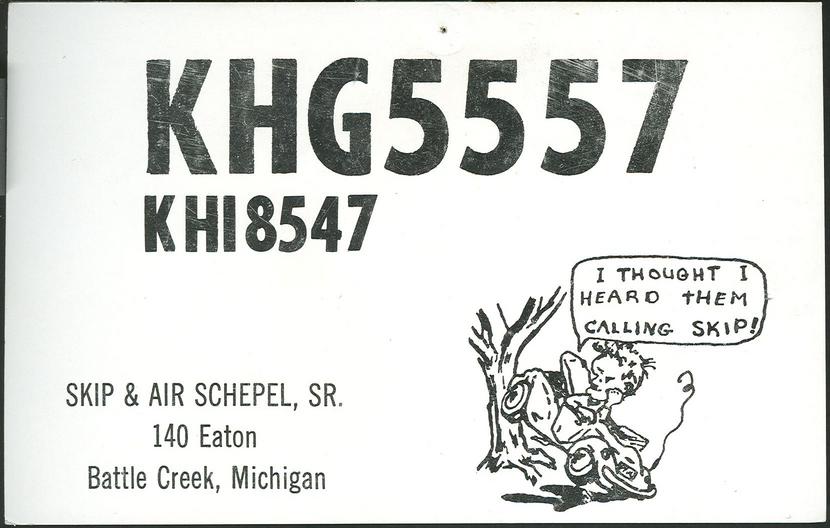 KHG5557
KHI8547
I THOUGHT I
HEARD THEM
CALLING SKIP!
SKIP & AIR SCHEPEL, SR.
140 Eaton
Battle Creek, Michigan